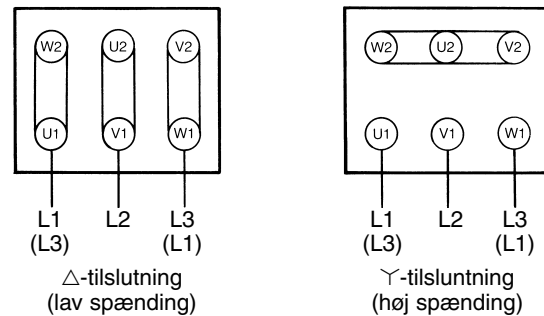 W2 U2 V2
U1 V1 W1
L1 L2 L3
(L3) (L1)
△-tilslutning
(lav spænding)
W2 U2 V2
U1 V1 W1
L1 L2 L3
(L3) (L1)
Y-tilsluntning
(høj spænding)